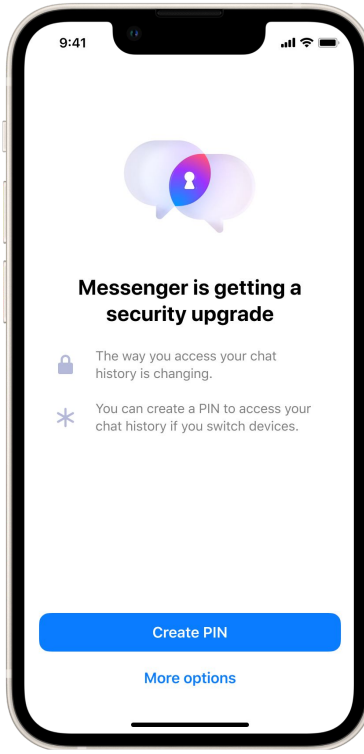 9:41
Messenger is getting a
security upgrade
The way you access your chat
history is changing.
You can create a PIN to access your
chat history if you switch devices.
Create PIN
More options